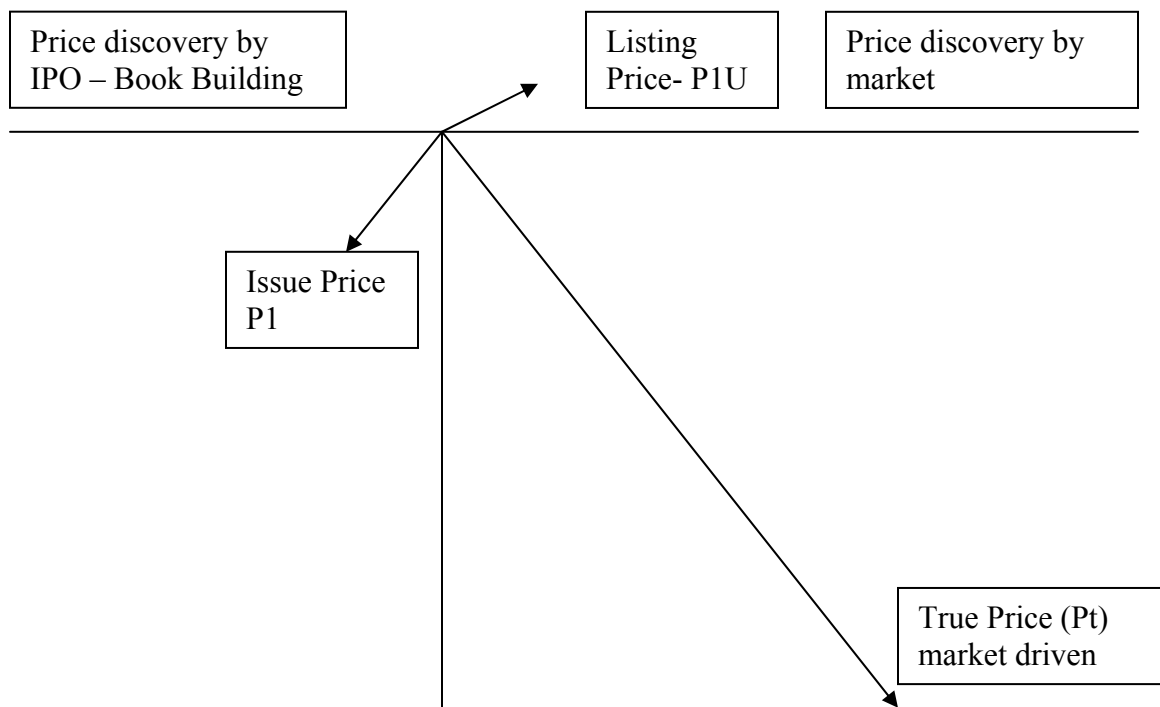 Price discovery by
IPO – Book Building
Listing
Price- P1U
Price discovery by
market
Issue Price
P1
True Price (Pt)
market driven